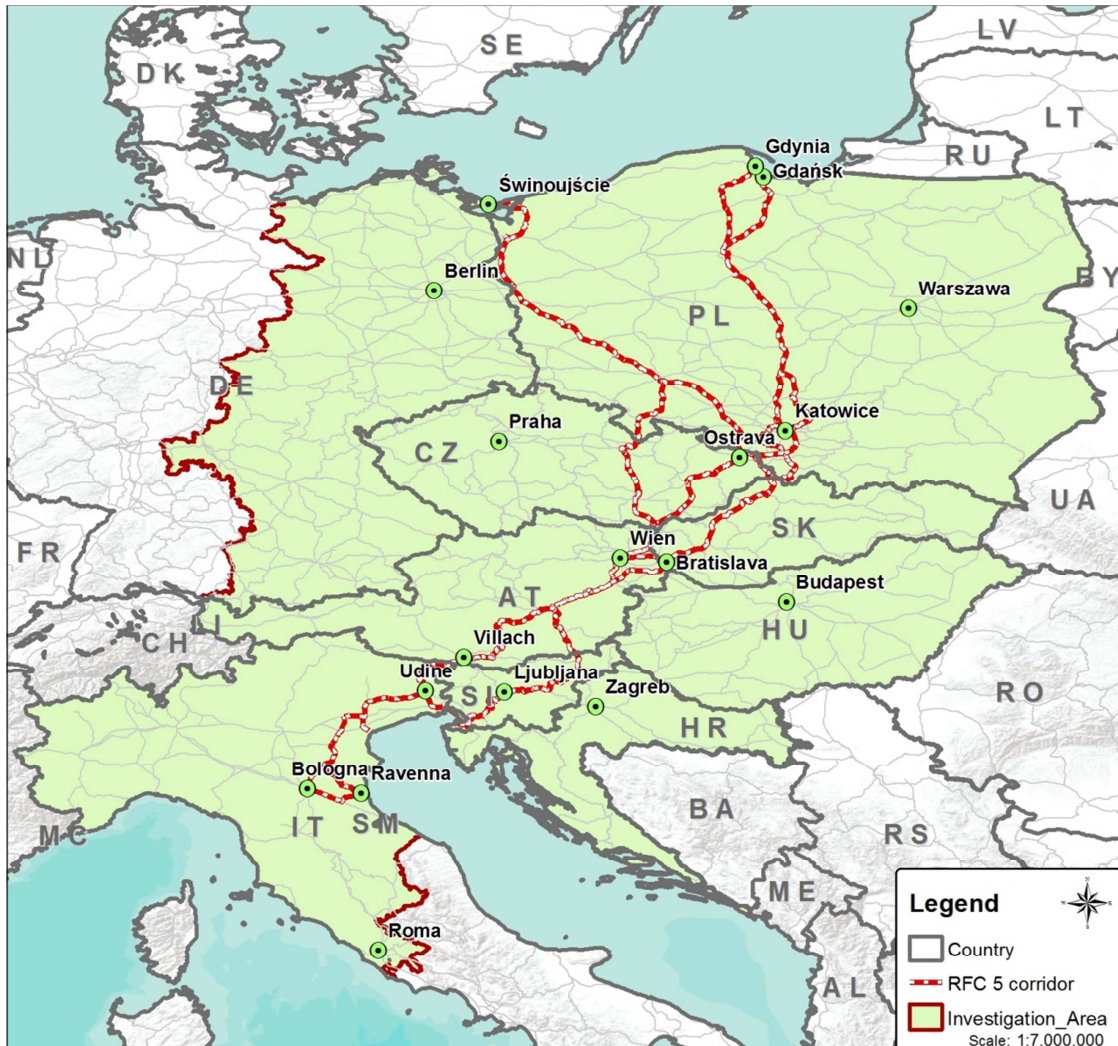 SE
LV
DK
LT
Gdynia
RU
Gdańsk
Świnoujście
NL
BY
Berlin
Warszawa
PL
DE
Praha
Katowice
Ostrava
CZ
UA
FR
SK
Wien
Bratislava
AT
Budapest
HU
LI
CH
Villach
Udine
Ljubljana
SI
Zagreb
RO
HR
Bologna
Ravenna
BA
IT
SM
RS
MC
ME
Roma
AL
Legend
Country
RFC 5 corridor
Investigation_Area
Scale: 1:7.000.000